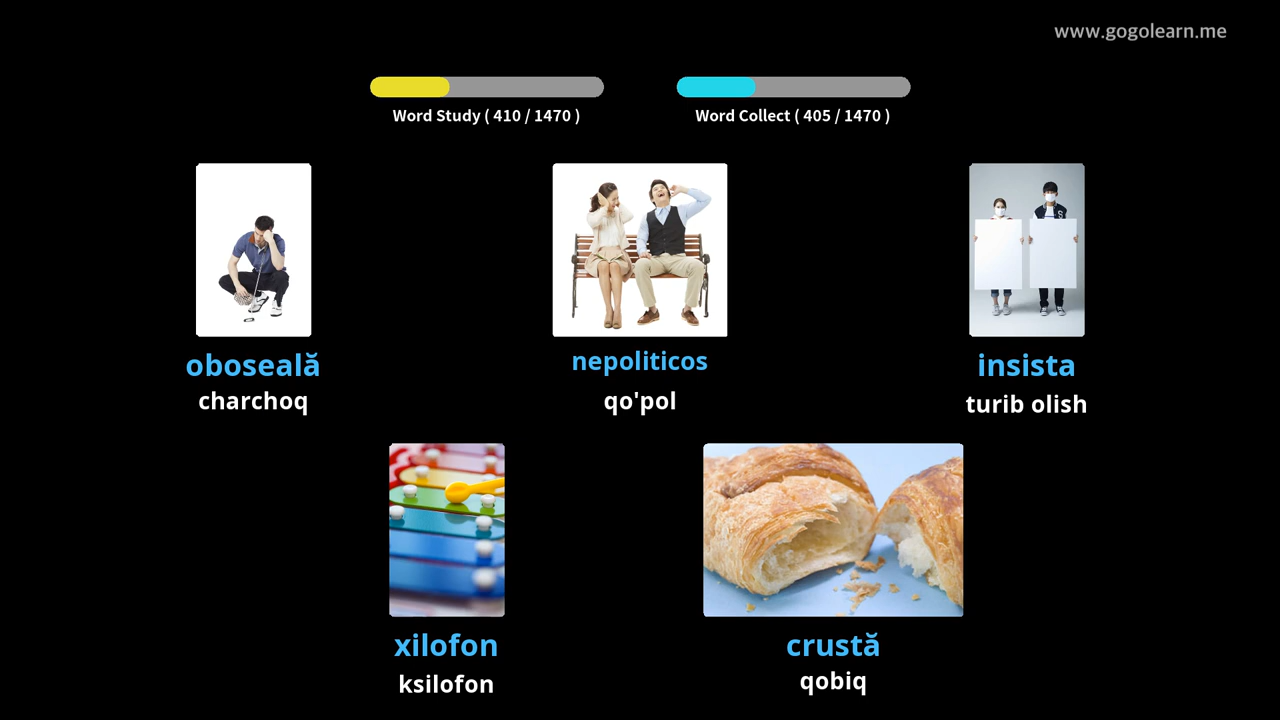 www.gogolearn.me
Word Study ( 410 / 1470 )
Word Collect ( 405 / 1470 )
oboseală
charchoq
nepoliticos
qo'pol
insista
turib olish
xilofon
ksilofon
crustă
qobiq